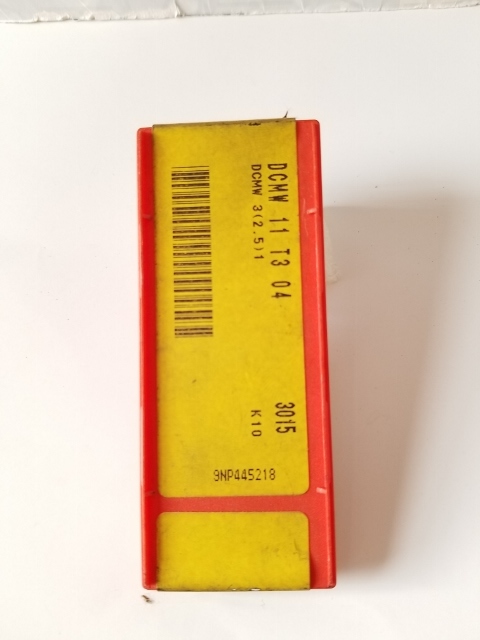 DCMW 11 T3 04
DCMW 3(2.5)1
3015
K10
9NP445218